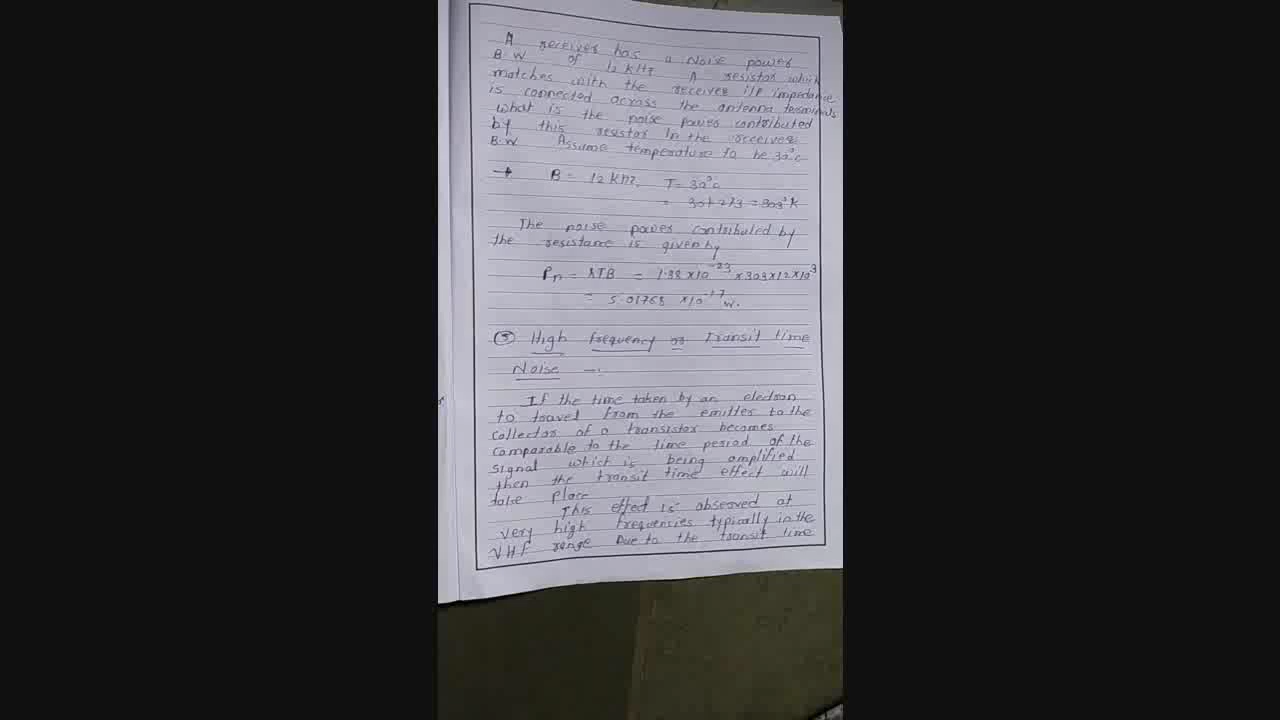 A receiver has a Noise power
B.W of 12 kHz A resistor which
matches with the receiver i/p impedance
is connected across the antenna terminals
what is the noise power contributed
by this resistor in the receiver
B.W Assume temperature to be 30°c
→ B = 12 kHz, T = 30°c
= 30+273 = 303°K
The noise power contributed by
the resistance is given by
Pn = KTB = 1.38 ×10⁻²³ ×303×12×10³
= 5.01768 ×10⁻¹⁷ w.
⑤ High frequency or Transit time
Noise —:
If the time taken by an electron
to travel from the emitter to the
collector of a transistor becomes
comparable to the time period of the
signal which is being amplified
then the transit time effect will
take place
This effect is observed at
very high frequencies typically in the
VHF range Due to the transit time